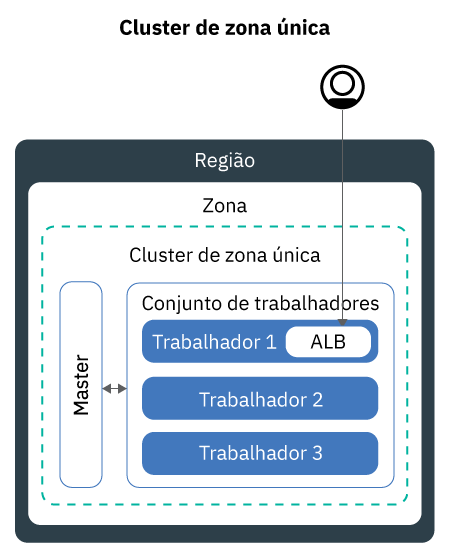 Cluster de zona única
Região
Zona
Cluster de zona única
Conjunto de trabalhadores
Master
Trabalhador 1
ALB
Trabalhador 2
Trabalhador 3